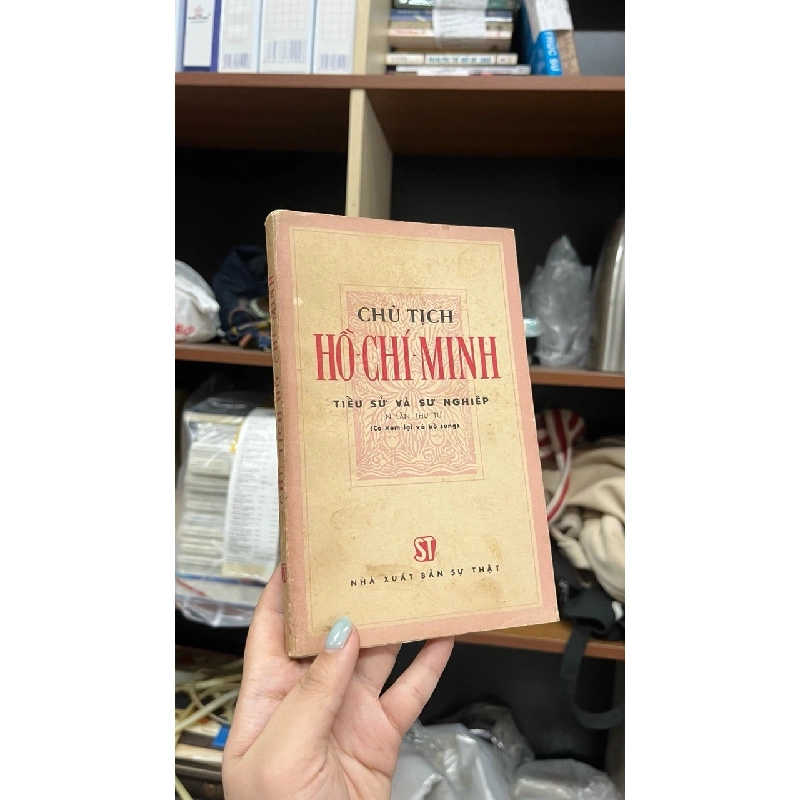 CHỦ TỊCH
HỒ-CHÍ-MINH
TIỂU SỬ VÀ SỰ NGHIỆP
IN LẦN THỨ TƯ
(Có xem lại và bổ sung)
ST
NHÀ XUẤT BẢN SỰ THẬT